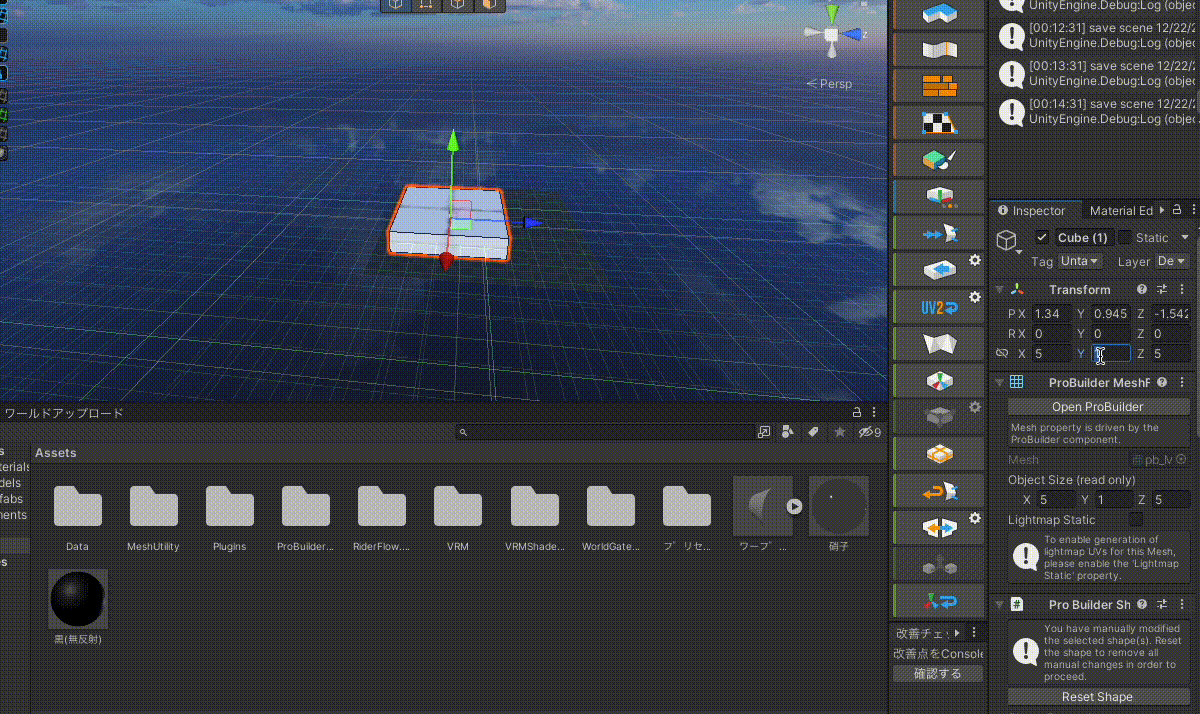 UnityEngine.Debug:Log (objec
[00:12:31] save scene 12/22/2
UnityEngine.Debug:Log (objec
[00:13:31] save scene 12/22/2
UnityEngine.Debug:Log (objec
[00:14:31] save scene 12/22/2
UnityEngine.Debug:Log (objec
z
Persp
UV2
Inspector
Material Ed
Cube (1)
Static
Tag Unta
Layer De
Transform
P X 1.34 Y 0.945 Z -1.542
R X 0 Y 0 Z 0
X 5 Y Z 5
ProBuilder MeshF
Open ProBuilder
Mesh property is driven by the
ProBuilder component.
Mesh
pb_M
Object Size (read only)
X 5 Y 1 Z 5
Lightmap Static
To enable generation of
lightmap UVs for this Mesh,
please enable the 'Lightmap
Static' property.
Pro Builder Sh
You have manually modified
the selected shape(s). Reset
the shape to remove all
manual changes in order to
proceed.
Reset Shape
ワールドアップロード
9
s
aterials
dels
fabs
nents
es
Assets
Data
MeshUtility
Plugins
ProBuilder...
RiderFlow...
VRM
VRMShade...
WorldGate...
プリセ...
ワープ ...
硝子
黒(無反射)
改善チェッ
改善点をConsole
確認する